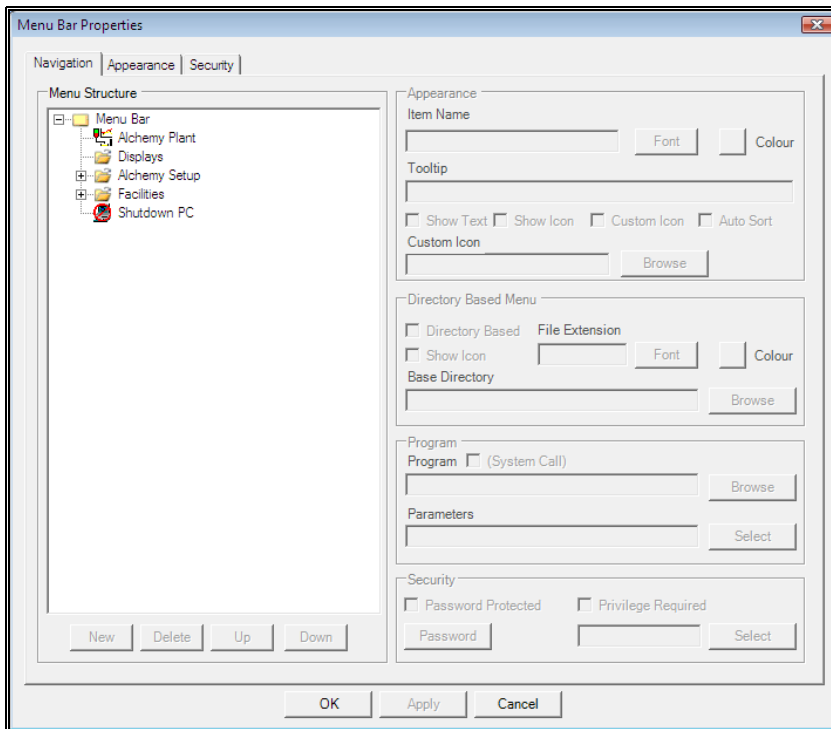 Menu Bar Properties
Navigation Appearance Security
Menu Structure
Menu Bar
Alchemy Plant
Displays
Alchemy Setup
Facilities
Shutdown PC
New Delete Up Down
Appearance
Item Name
Font Colour
Tooltip
Show Text Show Icon Custom Icon Auto Sort
Custom Icon
Browse
Directory Based Menu
Directory Based File Extension
Show Icon Font Colour
Base Directory
Browse
Program
Program (System Call)
Browse
Parameters
Select
Security
Password Protected Privilege Required
Password Select
OK Apply Cancel